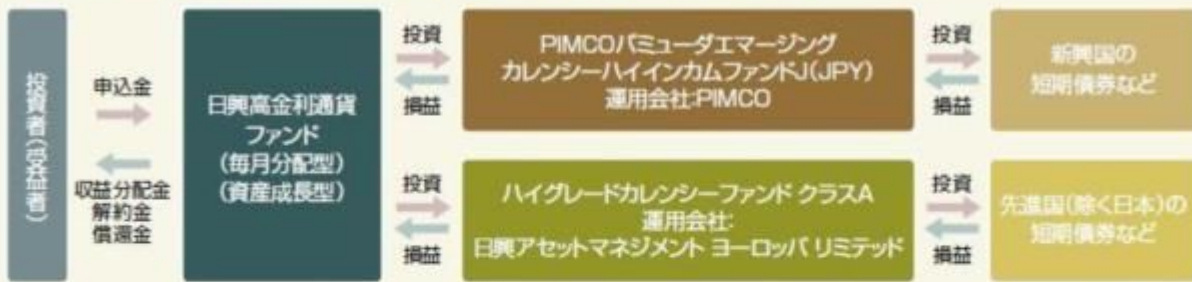 投資者(受益者)
申込金
収益分配金
解約金
償還金
日興高金利通貨
ファンド
(毎月分配型)
(資産成長型)
投資
損益
PIMCOバミューダエマージング
カレンシーハイインカムファンドJ(JPY)
運用会社:PIMCO
投資
損益
新興国の
短期債券など
投資
損益
ハイグレードカレンシーファンド クラスA
運用会社:
日興アセットマネジメント ヨーロッパ リミテッド
投資
損益
先進国(除く日本)の
短期債券など